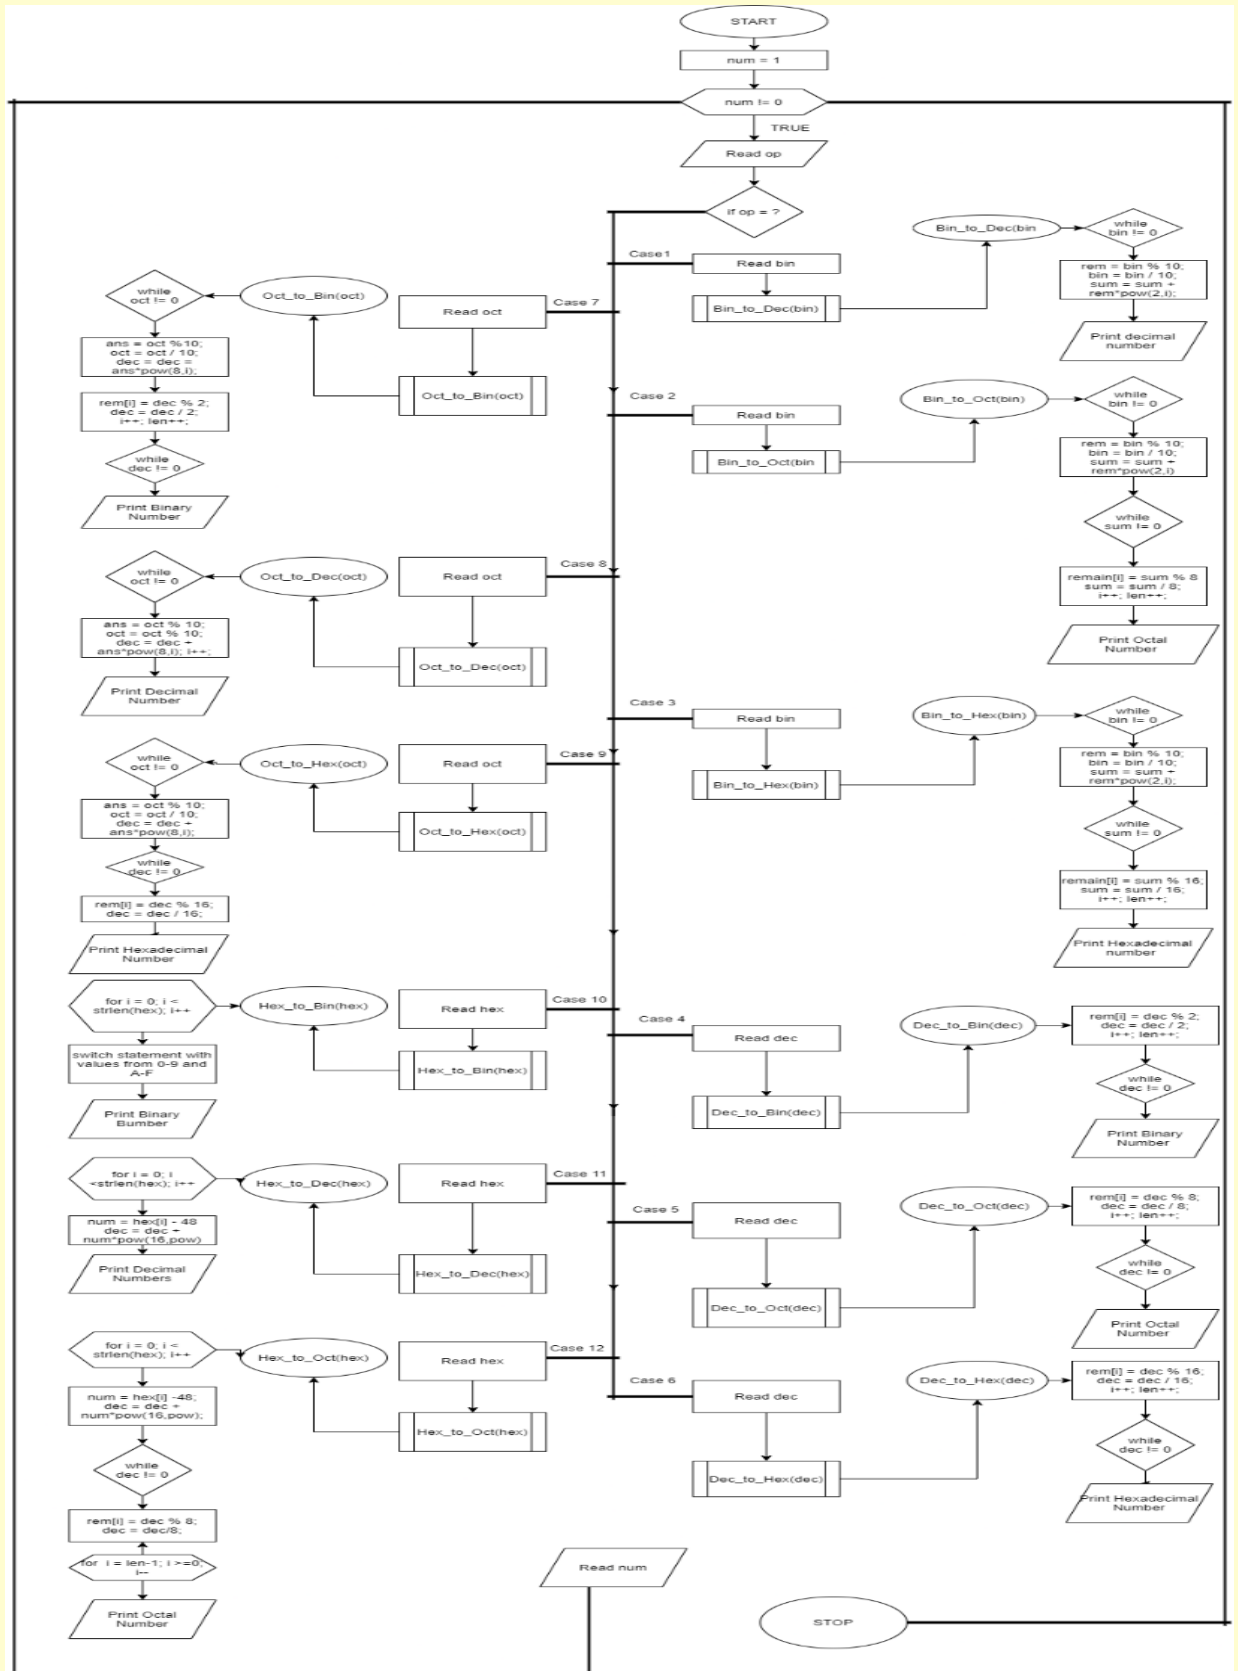 START
num = 1
num != 0
TRUE
Read op
if op = ?
Case1
Read bin
Bin_to_Dec(bin)
Bin_to_Dec(bin
while
bin != 0
rem = bin % 10;
bin = bin / 10;
sum = sum +
rem*pow(2,i);
Print decimal
number
Case 7
Read oct
Oct_to_Bin(oct)
Oct_to_Bin(oct)
while
oct != 0
ans = oct %10;
oct = oct / 10;
dec = dec =
ans*pow(8,i);
rem[i] = dec % 2;
dec = dec / 2;
i++; len++;
while
dec != 0
Print Binary
Number
Case 2
Read bin
Bin_to_Oct(bin
Bin_to_Oct(bin)
while
bin != 0
rem = bin % 10;
bin = bin / 10;
sum = sum +
rem*pow(2,i)
while
sum != 0
remain[i] = sum % 8
sum = sum / 8;
i++; len++;
Print Octal
Number
Case 8
Read oct
Oct_to_Dec(oct)
Oct_to_Dec(oct)
while
oct != 0
ans = oct % 10;
oct = oct % 10;
dec = dec +
ans*pow(8,i); i++;
Print Decimal
Number
Case 3
Read bin
Bin_to_Hex(bin)
Bin_to_Hex(bin)
while
bin != 0
rem = bin % 10;
bin = bin / 10;
sum = sum +
rem*pow(2,i);
while
sum != 0
remain[i] = sum % 16;
sum = sum / 16;
i++; len++;
Print Hexadecimal
number
Case 9
Read oct
Oct_to_Hex(oct)
Oct_to_Hex(oct)
while
oct != 0
ans = oct % 10;
oct = oct / 10;
dec = dec +
ans*pow(8,i);
while
dec != 0
rem[i] = dec % 16;
dec = dec / 16;
Print Hexadecimal
Number
Case 10
Read hex
Hex_to_Bin(hex)
Hex_to_Bin(hex)
for i = 0; i <
strlen(hex); i++
switch statement with
values from 0-9 and
A-F
Print Binary
Bumber
Case 4
Read dec
Dec_to_Bin(dec)
Dec_to_Bin(dec)
rem[i] = dec % 2;
dec = dec / 2;
i++; len++;
while
dec != 0
Print Binary
Number
Case 11
Read hex
Hex_to_Dec(hex)
Hex_to_Dec(hex)
for i = 0; i
<strlen(hex); i++
num = hex[i] - 48
dec = dec +
num*pow(16,pow)
Print Decimal
Numbers
Case 5
Read dec
Dec_to_Oct(dec)
Dec_to_Oct(dec)
rem[i] = dec % 8;
dec = dec / 8;
i++; len++;
while
dec != 0
Print Octal
Number
Case 12
Read hex
Hex_to_Oct(hex)
Hex_to_Oct(hex)
for i = 0; i <
strlen(hex); i++
num = hex[i] -48;
dec = dec +
num*pow(16,pow);
while
dec != 0
rem[i] = dec % 8;
dec = dec/8;
for i = len-1; i >=0;
i--
Print Octal
Number
Case 6
Read dec
Dec_to_Hex(dec)
Dec_to_Hex(dec)
rem[i] = dec % 16;
dec = dec / 16;
i++; len++;
while
dec != 0
Print Hexadecimal
Number
Read num
STOP